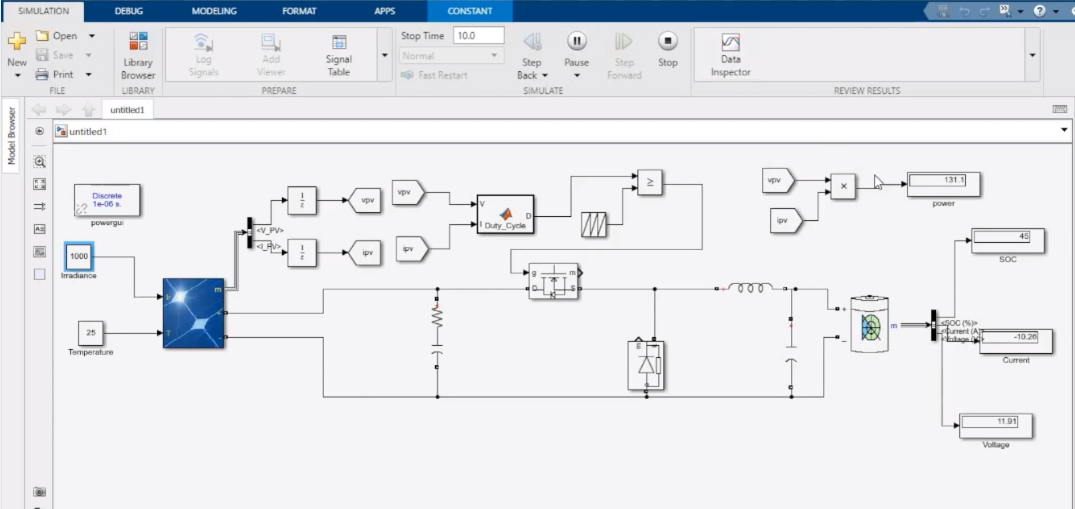 SIMULATION DEBUG MODELING FORMAT APPS CONSTANT
New
Open
Save
Print
FILE
Library Browser
LIBRARY
Log Signals
Add Viewer
Signal Table
PREPARE
Stop Time 10.0
Normal
Fast Restart
Step Back
Pause
Step Forward
Stop
SIMULATE
Data Inspector
REVIEW RESULTS
Model Browser
untitled1
untitled1
Discrete
1e-06 s.
powergui
1000
Irradiance
25
Temperature
Ir
T
m
+
-
<V_PV>
<I_PV>
1
z
1
z
vpv
ipv
vpv
ipv
V
I
D
Duty_Cycle
≥
g
m
D
S
m
a
k
vpv
ipv
×
131.1
power
+
_
m
<SOC (%)>
<Current (A)>
<Voltage (V)>
45
SOC
-10.26
Current
11.91
Voltage